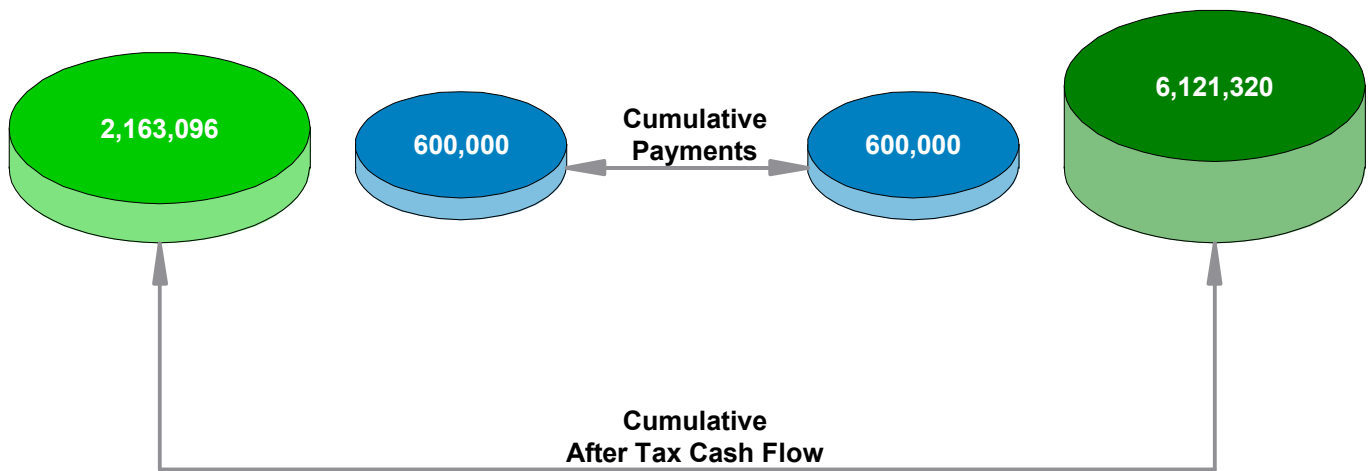 2,163,096
600,000
Cumulative
Payments
600,000
6,121,320
Cumulative
After Tax Cash Flow